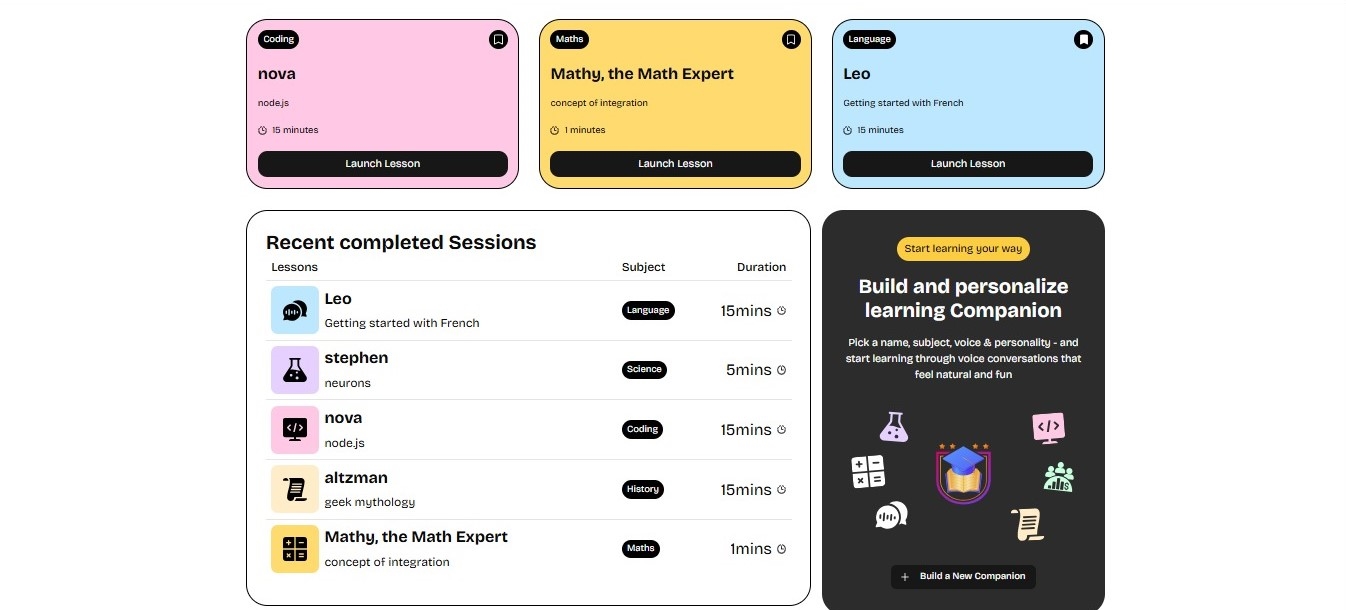 Coding
nova
node.js
15 minutes
Launch Lesson
Maths
Mathy, the Math Expert
concept of integration
1 minutes
Launch Lesson
Language
Leo
Getting started with French
15 minutes
Launch Lesson
Recent completed Sessions
Lessons Subject Duration
Leo
Getting started with French
Language
15mins
stephen
neurons
Science
5mins
nova
node.js
Coding
15mins
altzman
geek mythology
History
15mins
Mathy, the Math Expert
concept of integration
Maths
1mins
Start learning your way
Build and personalize
learning Companion
Pick a name, subject, voice & personality - and
start learning through voice conversations that
feel natural and fun
Build a New Companion